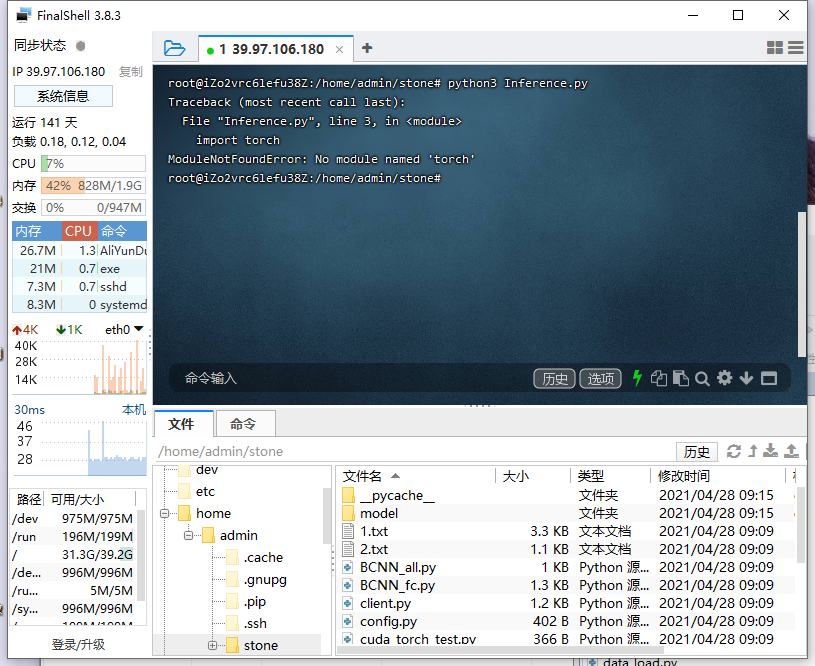 FinalShell 3.8.3
同步状态
IP 39.97.106.180 复制
系统信息
运行 141 天
负载 0.18, 0.12, 0.04
CPU 7%
内存 42% 828M/1.9G
交换 0% 0/947M
内存 CPU 命令
26.7M 1.3 AliYunDu
21M 0.7 exe
7.3M 0.7 sshd
8.3M 0 systemd
4K 1K eth0
40K
28K
14K
30ms 本机
46
37
28
路径 可用/大小
/dev 975M/975M
/run 196M/199M
/ 31.3G/39.2G
/de... 996M/996M
/ru... 5M/5M
/sy... 996M/996M
登录/升级
1 39.97.106.180
root@iZo2vrc6lefu38Z:/home/admin/stone# python3 Inference.py
Traceback (most recent call last):
File "Inference.py", line 3, in <module>
import torch
ModuleNotFoundError: No module named 'torch'
root@iZo2vrc6lefu38Z:/home/admin/stone#
命令输入 历史 选项
文件 命令
/home/admin/stone 历史
dev
etc
home
admin
.cache
.gnupg
.pip
.ssh
stone
文件名 大小 类型 修改时间
__pycache__ 文件夹 2021/04/28 09:15
model 文件夹 2021/04/28 09:15
1.txt 3.3 KB 文本文档 2021/04/28 09:09
2.txt 1.1 KB 文本文档 2021/04/28 09:09
BCNN_all.py 1 KB Python 源... 2021/04/28 09:09
BCNN_fc.py 1.3 KB Python 源... 2021/04/28 09:09
client.py 1.2 KB Python 源... 2021/04/28 09:09
config.py 402 B Python 源... 2021/04/28 09:09
cuda_torch_test.py 366 B Python 源... 2021/04/28 09:09
data_load.py